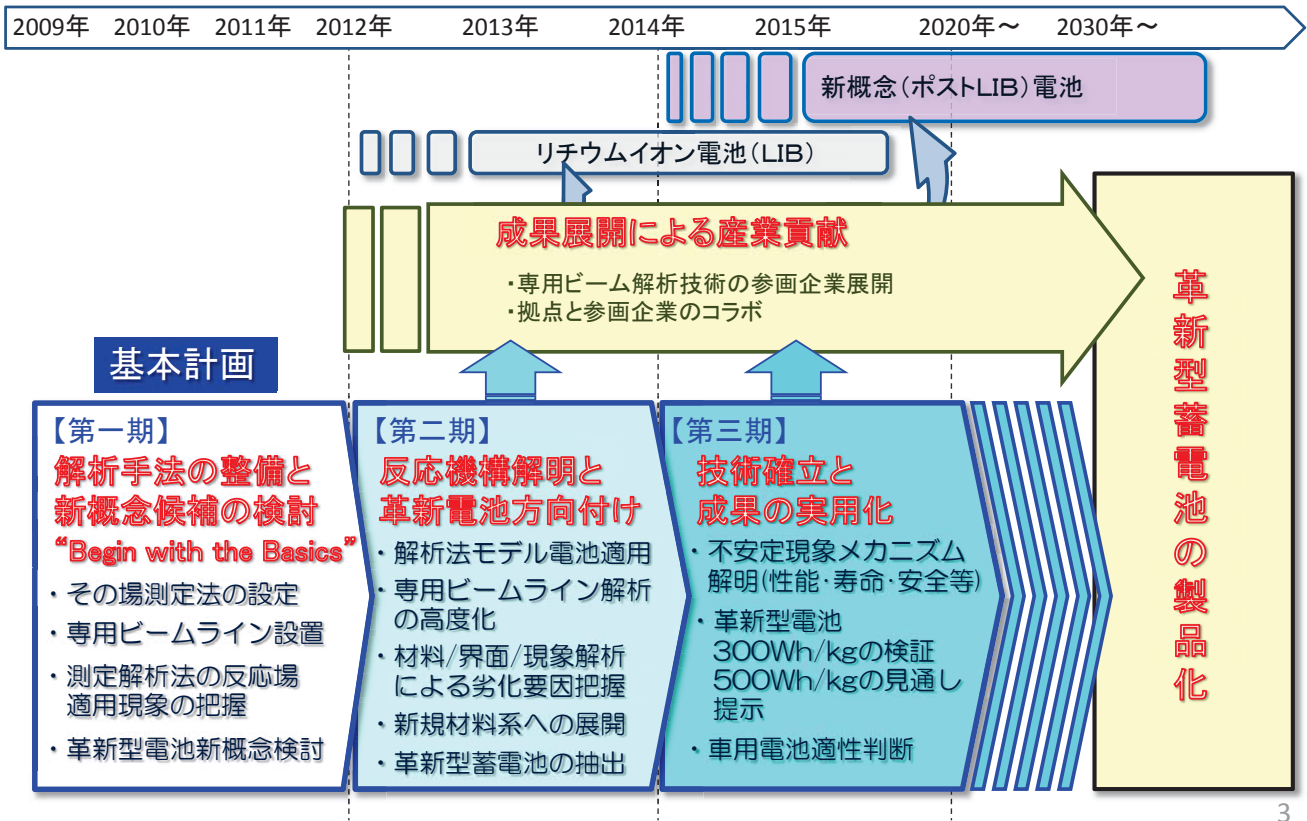 2009年 2010年 2011年 2012年 2013年 2014年 2015年 2020年～ 2030年～
新概念（ポストLIB）電池
リチウムイオン電池（LIB）
成果展開による産業貢献
・専用ビーム解析技術の参画企業展開
・拠点と参画企業のコラボ
基本計画
【第一期】
解析手法の整備と
新概念候補の検討
“Begin with the Basics”
・その場測定法の設定
・専用ビームライン設置
・測定解析法の反応場
適用現象の把握
・革新型電池新概念検討
【第二期】
反応機構解明と
革新電池方向付け
・解析法モデル電池適用
・専用ビームライン解析
の高度化
・材料/界面/現象解析
による劣化要因把握
・新規材料系への展開
・革新型蓄電池の抽出
【第三期】
技術確立と
成果の実用化
・不安定現象メカニズム
解明(性能・寿命・安全等)
・革新型電池
300Wh/kgの検証
500Wh/kgの見通し
提示
・車用電池適性判断
革新型蓄電池の製品化
3